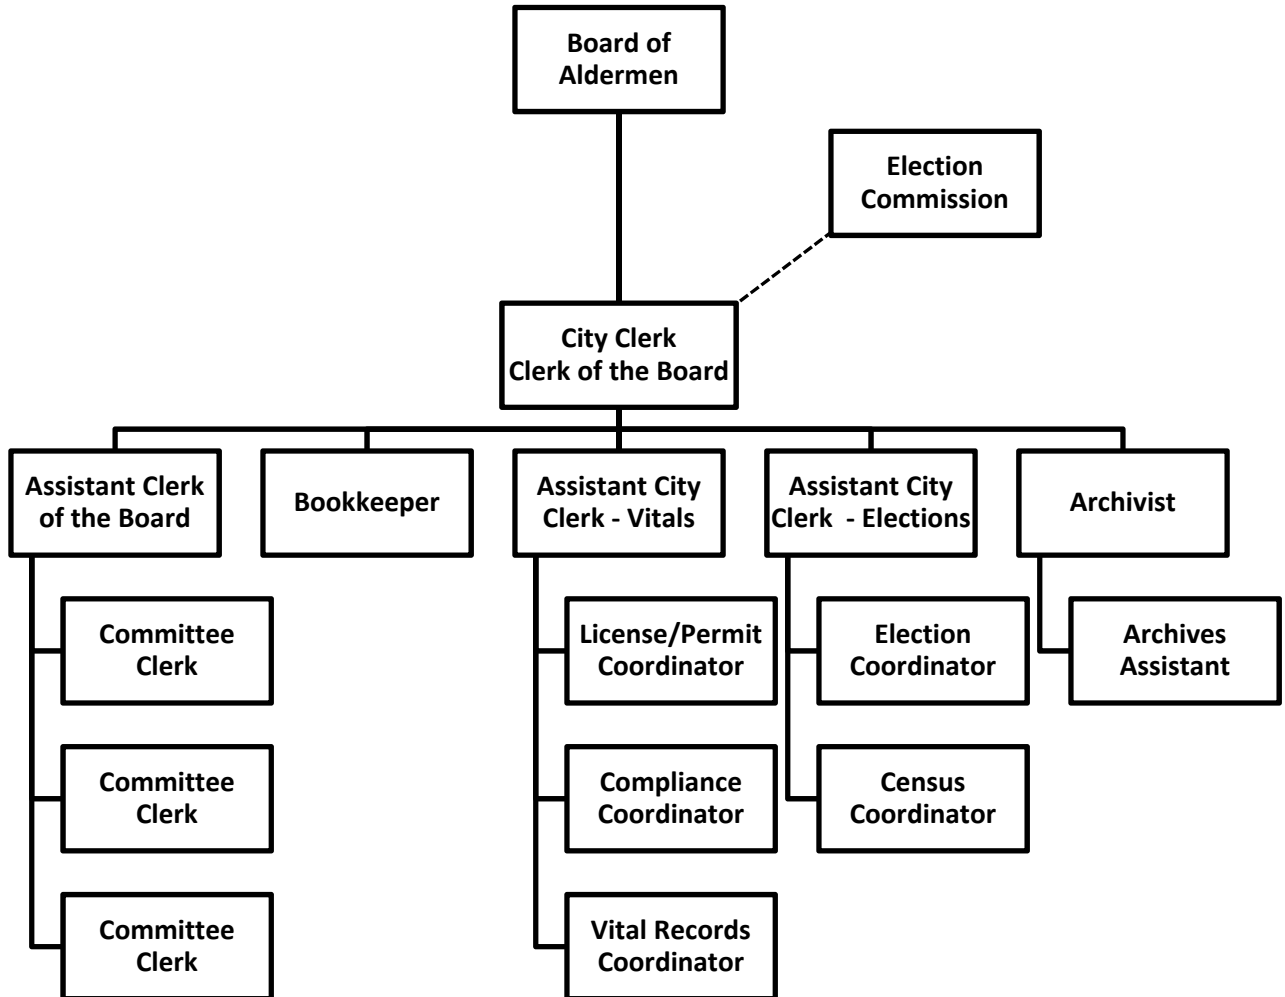 Board of
Aldermen
Election
Commission
City Clerk
Clerk of the Board
Assistant Clerk
of the Board
Bookkeeper
Assistant City
Clerk - Vitals
Assistant City
Clerk  - Elections
Archivist
Committee
Clerk
License/Permit
Coordinator
Election
Coordinator
Archives
Assistant
Committee
Clerk
Compliance
Coordinator
Census
Coordinator
Committee
Clerk
Vital Records
Coordinator